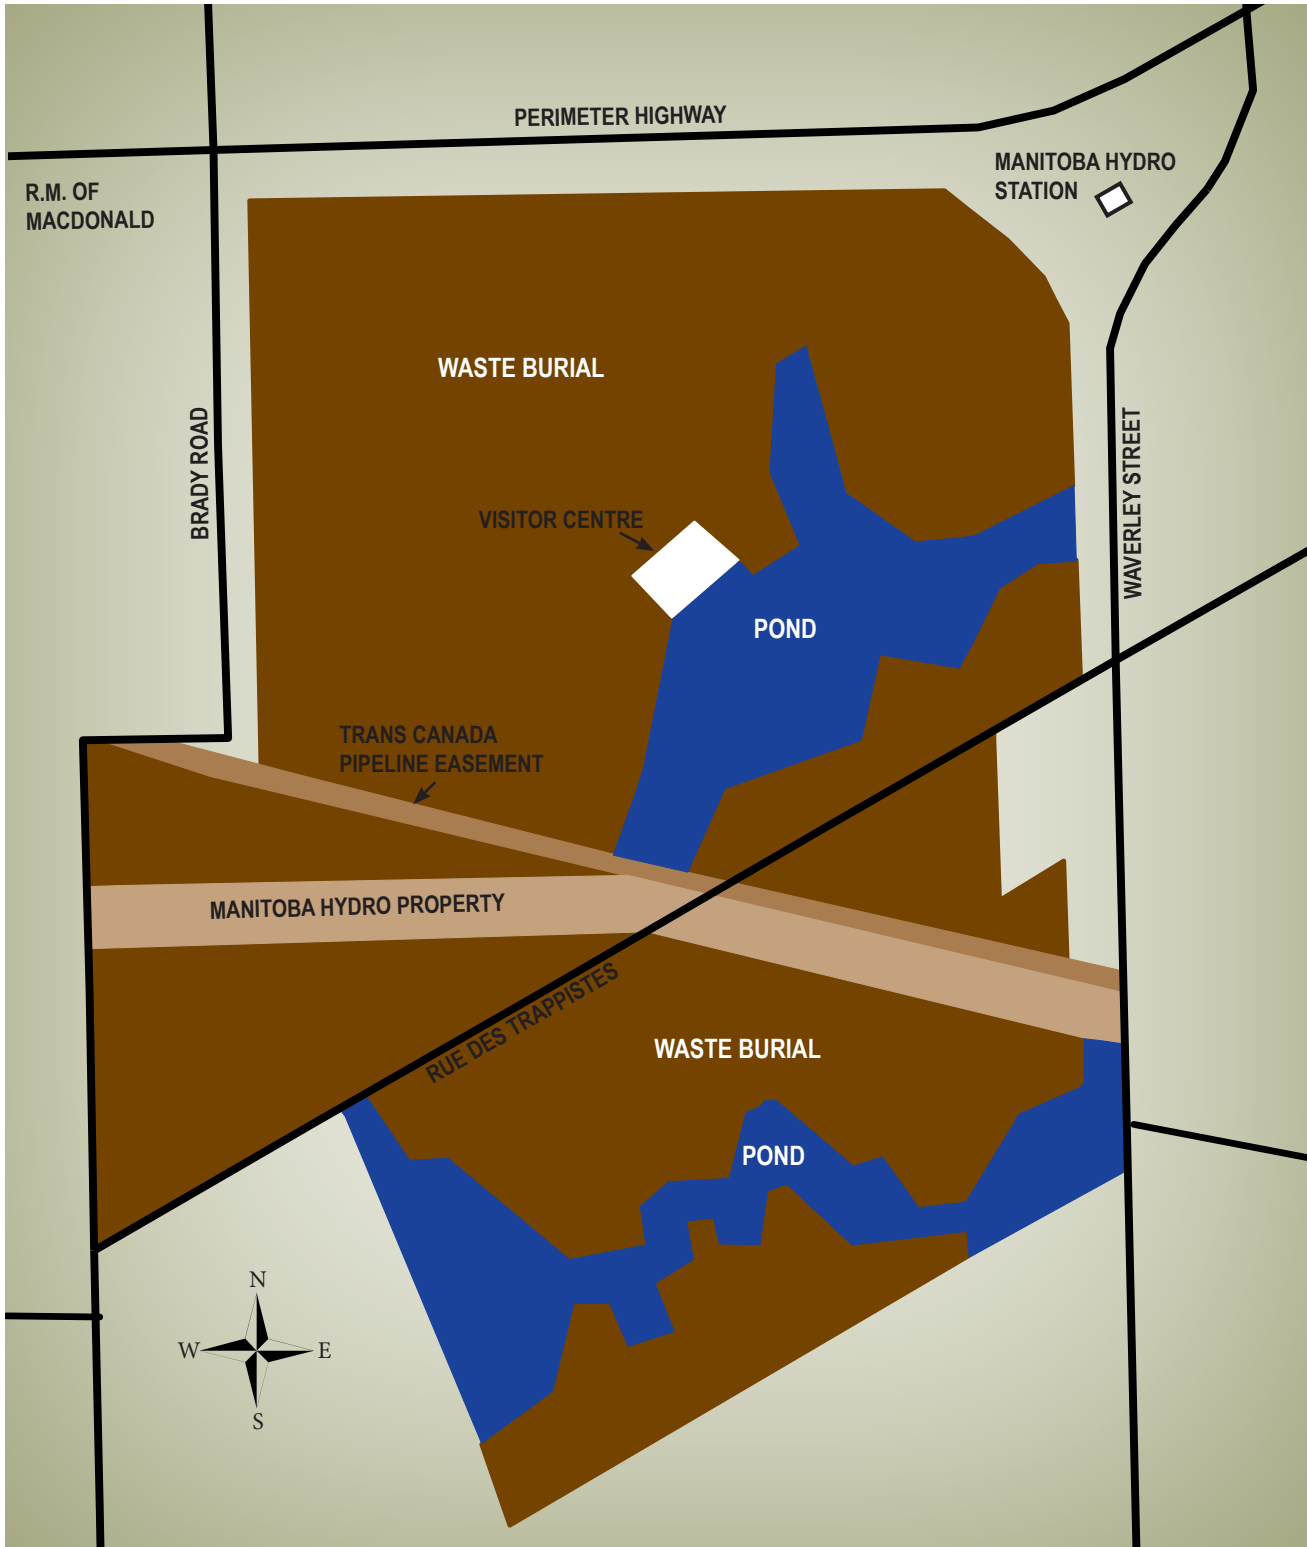 PERIMETER HIGHWAY
MANITOBA HYDRO
STATION
R.M. OF
MACDONALD
WASTE BURIAL
BRADY ROAD
WAVERLEY STREET
VISITOR CENTRE
POND
TRANS CANADA
PIPELINE EASEMENT
MANITOBA HYDRO PROPERTY
RUE DES TRAPPISTES
WASTE BURIAL
POND
N
W
E
S